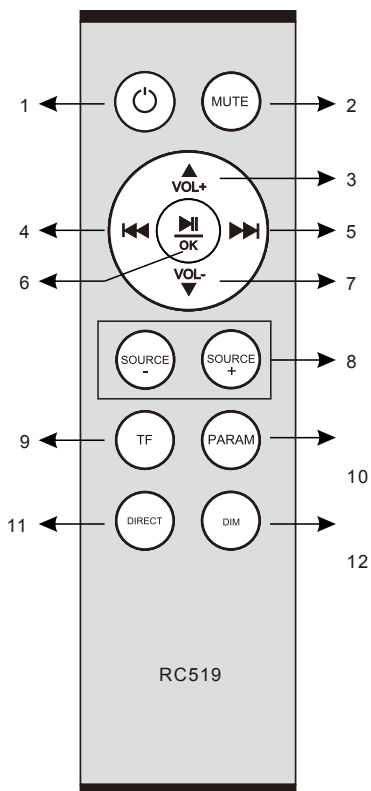 1
MUTE
2
VOL+
3
4
5
OK
6
VOL-
7
SOURCE
-
SOURCE
+
8
9
TF
PARAM
10
11
DIRECT
DIM
12
RC519